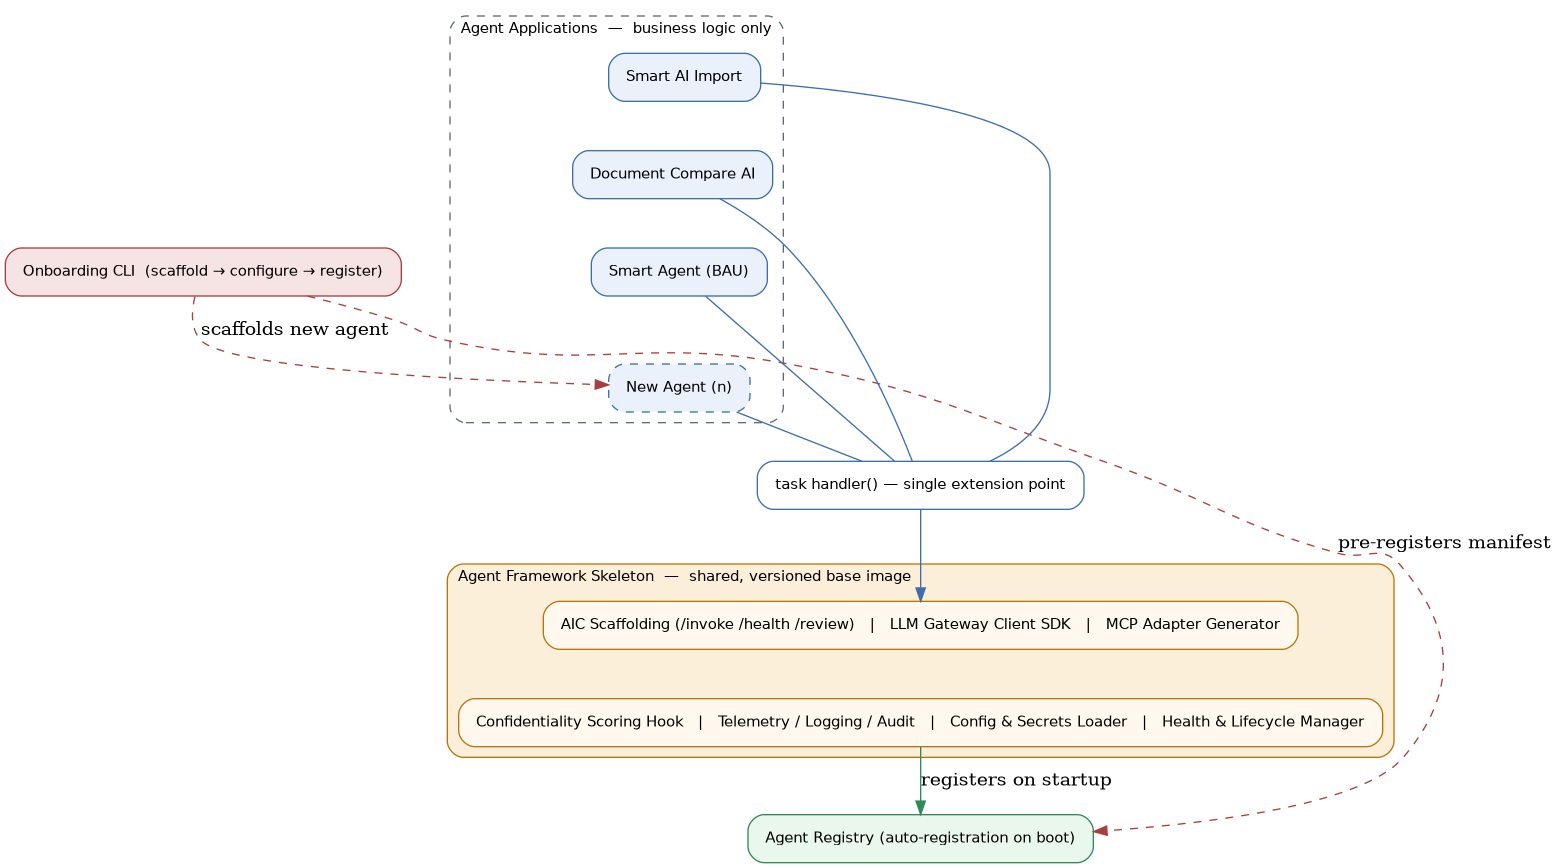 Agent Applications — business logic only
Smart AI Import
Document Compare AI
Smart Agent (BAU)
Onboarding CLI (scaffold → configure → register)
scaffolds new agent
New Agent (n)
task handler() — single extension point
pre-registers manifest
Agent Framework Skeleton — shared, versioned base image
AIC Scaffolding (/invoke /health /review) | LLM Gateway Client SDK | MCP Adapter Generator
Confidentiality Scoring Hook | Telemetry / Logging / Audit | Config & Secrets Loader | Health & Lifecycle Manager
registers on startup
Agent Registry (auto-registration on boot)